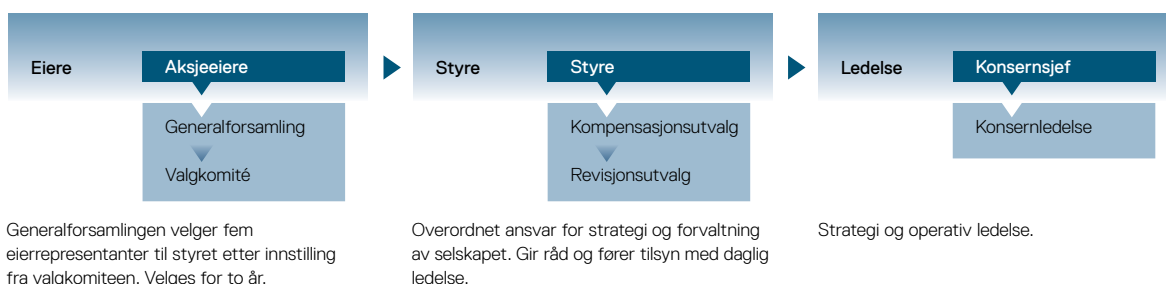 Eiere
Aksjeeiere
Generalforsamling
Valgkomité
Generalforsamlingen velger fem
eierrepresentanter til styret etter innstilling
fra valgkomiteen. Velges for to år.
Styre
Styre
Kompensasjonsutvalg
Revisjonsutvalg
Overordnet ansvar for strategi og forvaltning
av selskapet. Gir råd og fører tilsyn med daglig
ledelse.
Ledelse
Konsernsjef
Konsernledelse
Strategi og operativ ledelse.